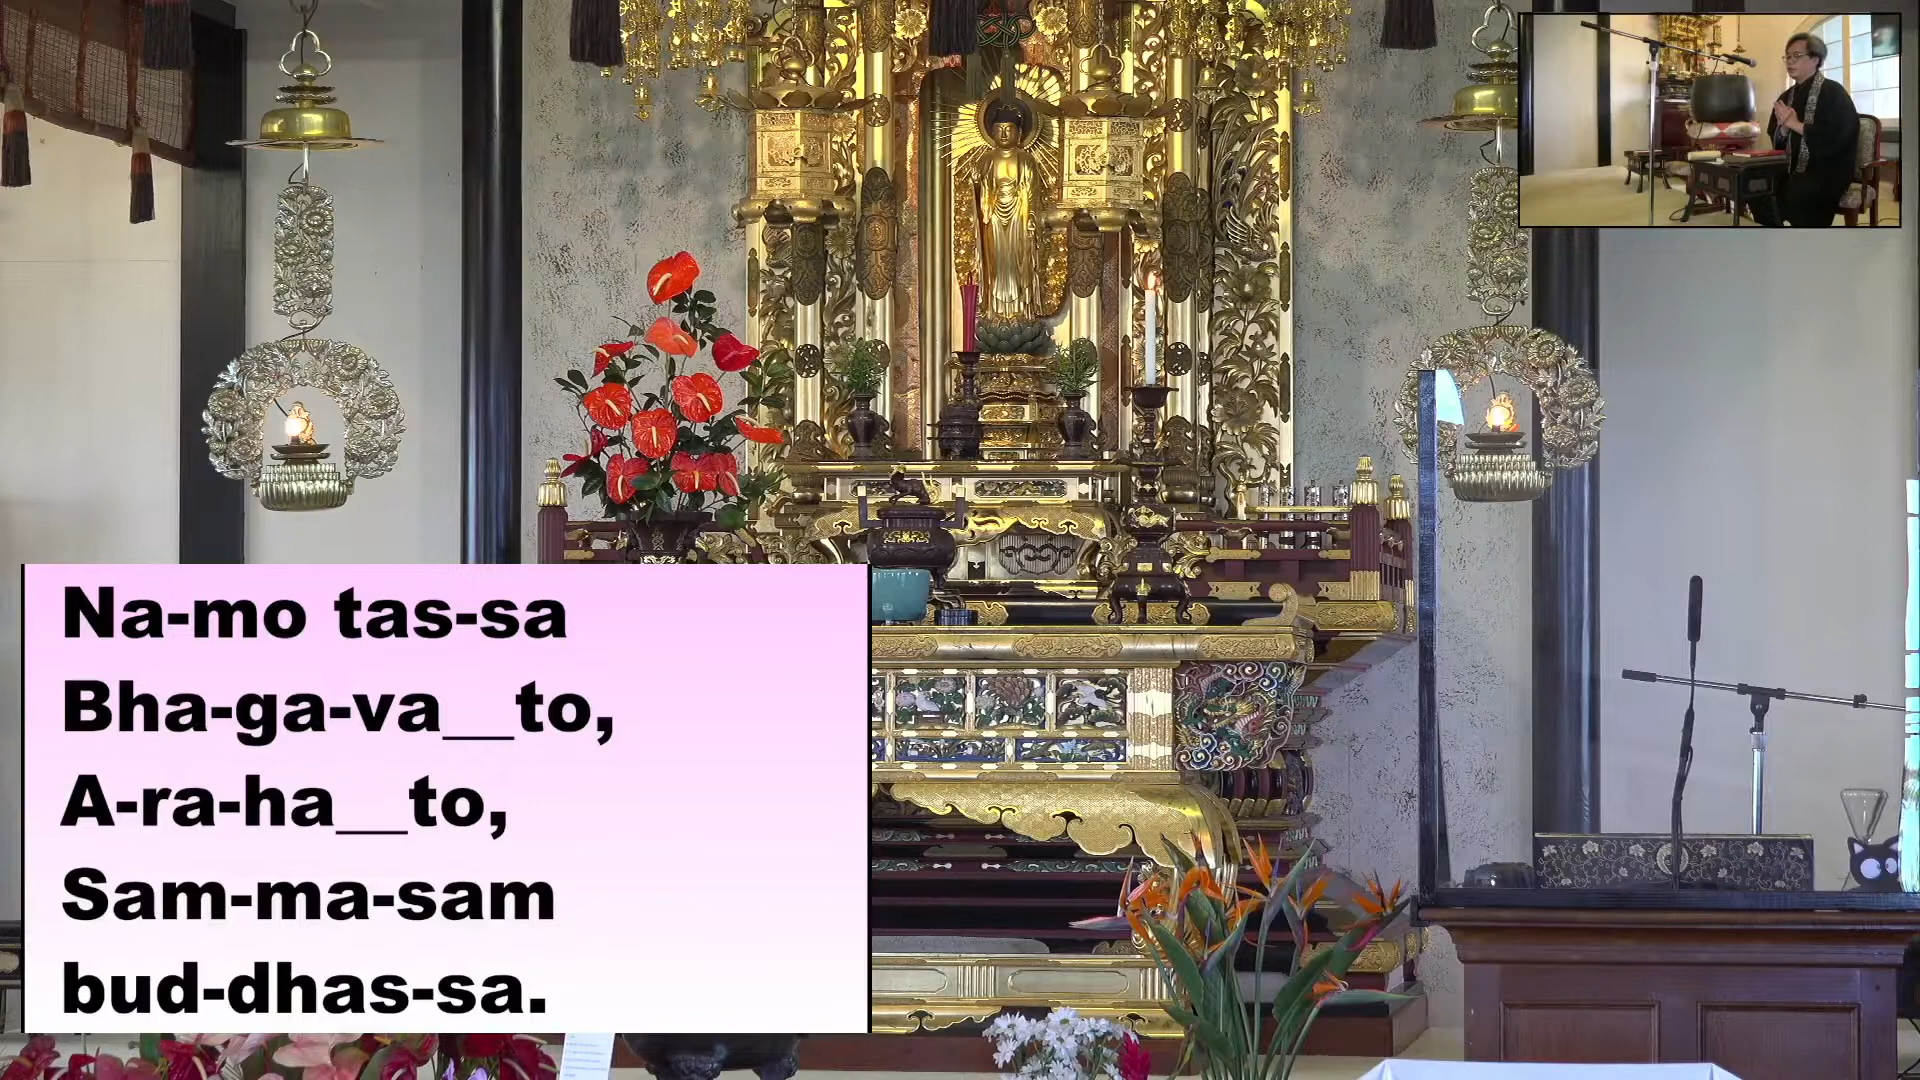 Na-mo tas-sa
Bha-ga-va__to,
A-ra-ha__to,
Sam-ma-sam
bud-dhas-sa.